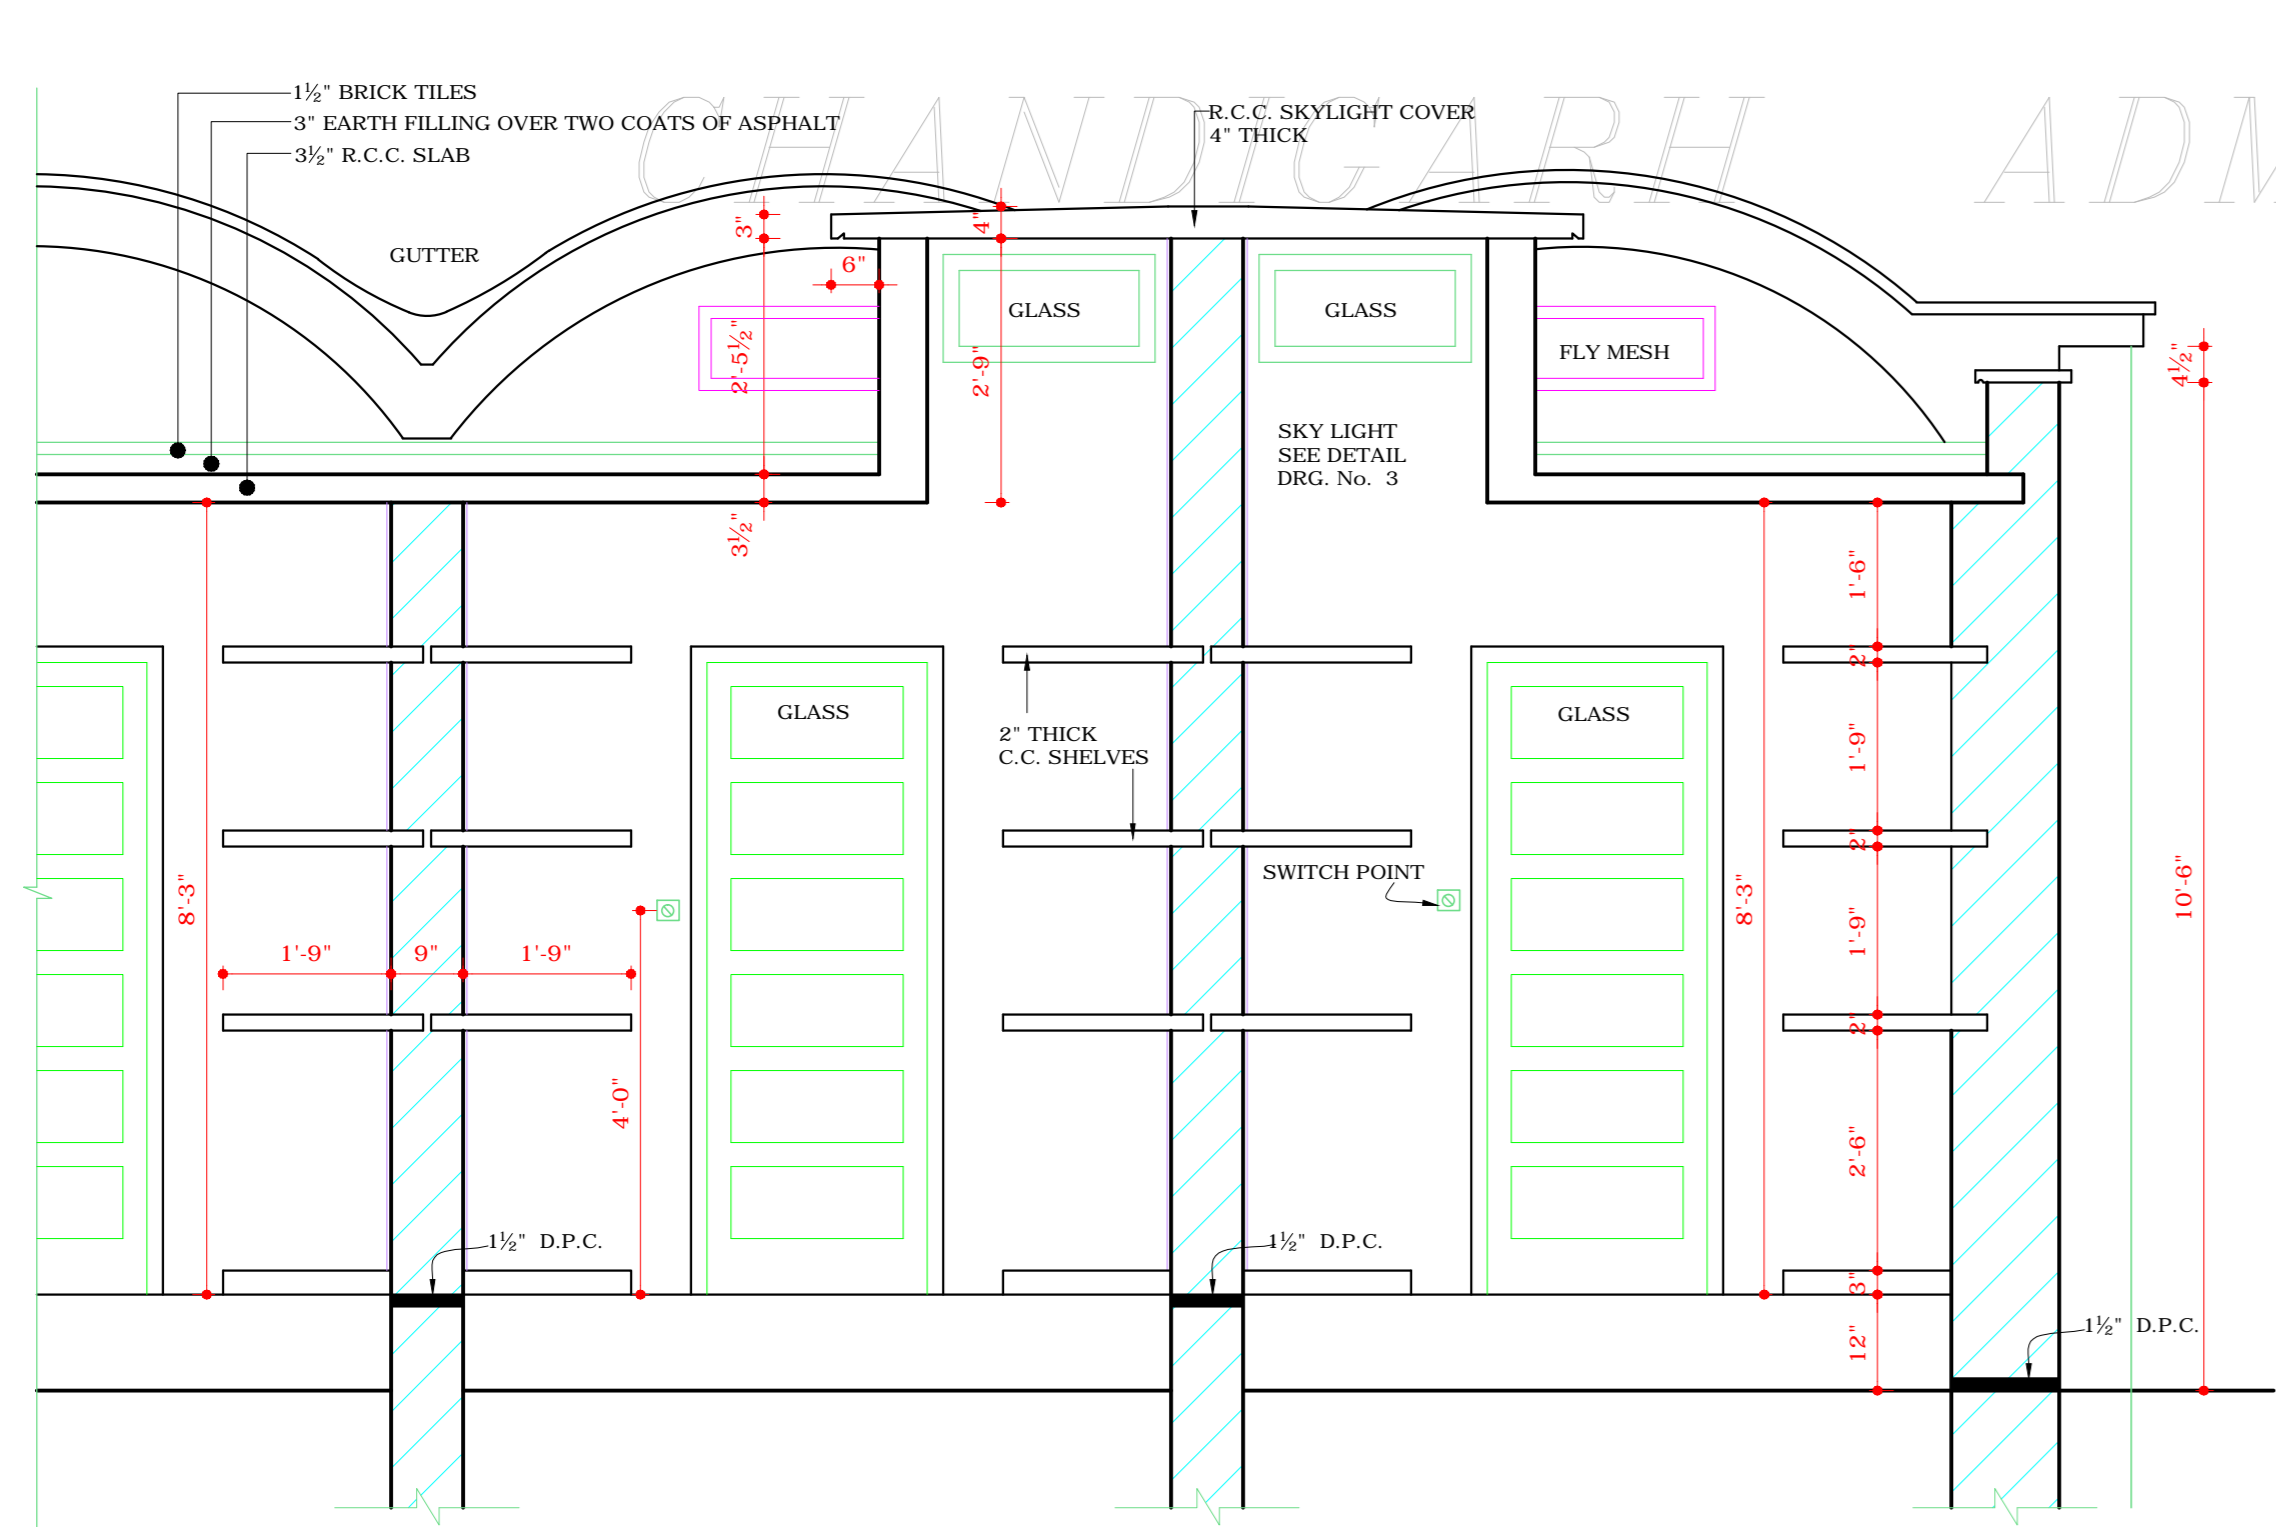 CHANDIGARH ADM
1½" BRICK TILES
3" EARTH FILLING OVER TWO COATS OF ASPHALT
3½" R.C.C. SLAB
R.C.C. SKYLIGHT COVER
4" THICK
GUTTER
3"
4"
6"
2'-5½"
2'-9"
3½"
GLASS
GLASS
FLY MESH
4½"
SKY LIGHT
SEE DETAIL
DRG. No. 3
1'-6"
2"
GLASS
GLASS
2" THICK
C.C. SHELVES
1'-9"
2"
SWITCH POINT
8'-3"
8'-3"
10'-6"
1'-9"
9"
1'-9"
1'-9"
2"
4'-0"
2'-6"
1½" D.P.C.
1½" D.P.C.
3"
12"
1½" D.P.C.